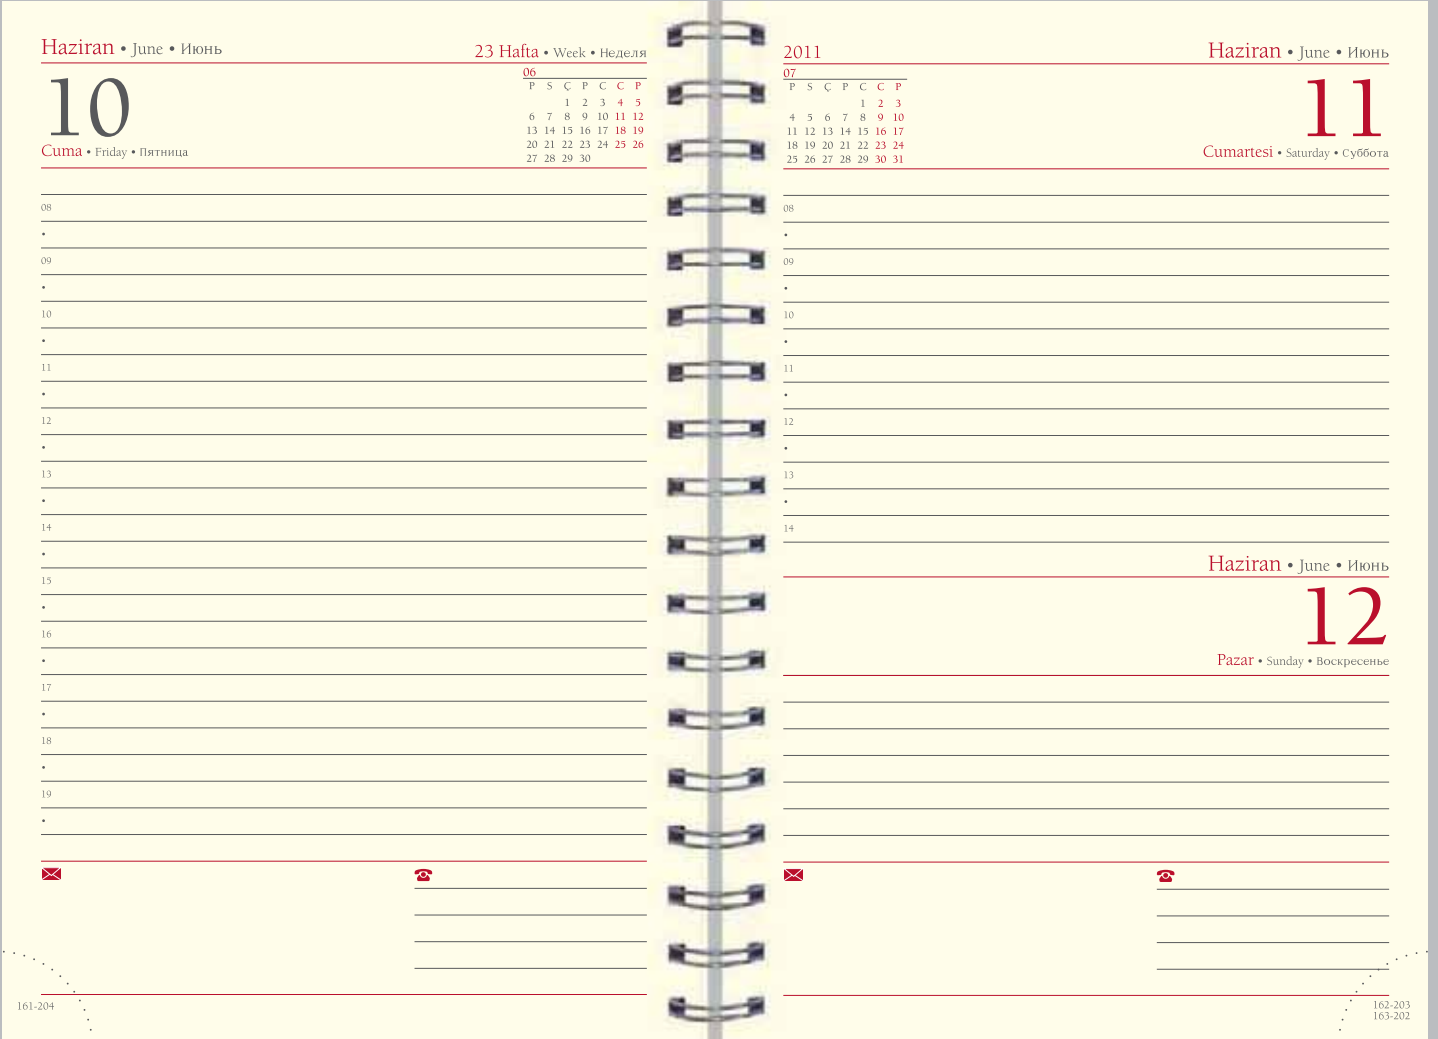 Haziran • June • Июнь
23 Hafta • Week • Неделя
10
Cuma • Friday • Пятница
06
P S Ç P C C P
1 2 3 4 5
6 7 8 9 10 11 12
13 14 15 16 17 18 19
20 21 22 23 24 25 26
27 28 29 30
08
•
09
•
10
•
11
•
12
•
13
•
14
•
15
•
16
•
17
•
18
•
19
•
161-204
2011
Haziran • June • Июнь
07
P S Ç P C C P
1 2 3
4 5 6 7 8 9 10
11 12 13 14 15 16 17
18 19 20 21 22 23 24
25 26 27 28 29 30 31
11
Cumartesi • Saturday • Суббота
08
•
09
•
10
•
11
•
12
•
13
•
14
Haziran • June • Июнь
12
Pazar • Sunday • Воскресенье
162-203
163-202